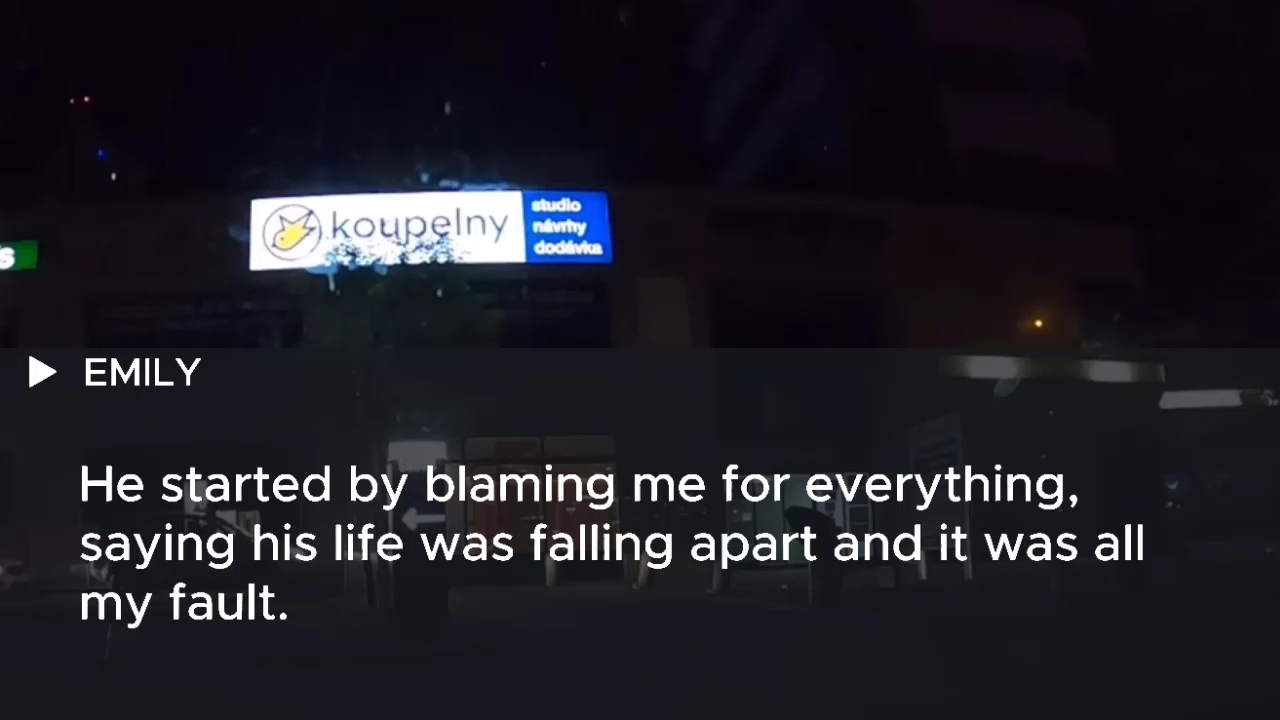 koupelny
studio
návrhy
dodávka
s
EMILY
He started by blaming me for everything,
saying his life was falling apart and it was all
my fault.